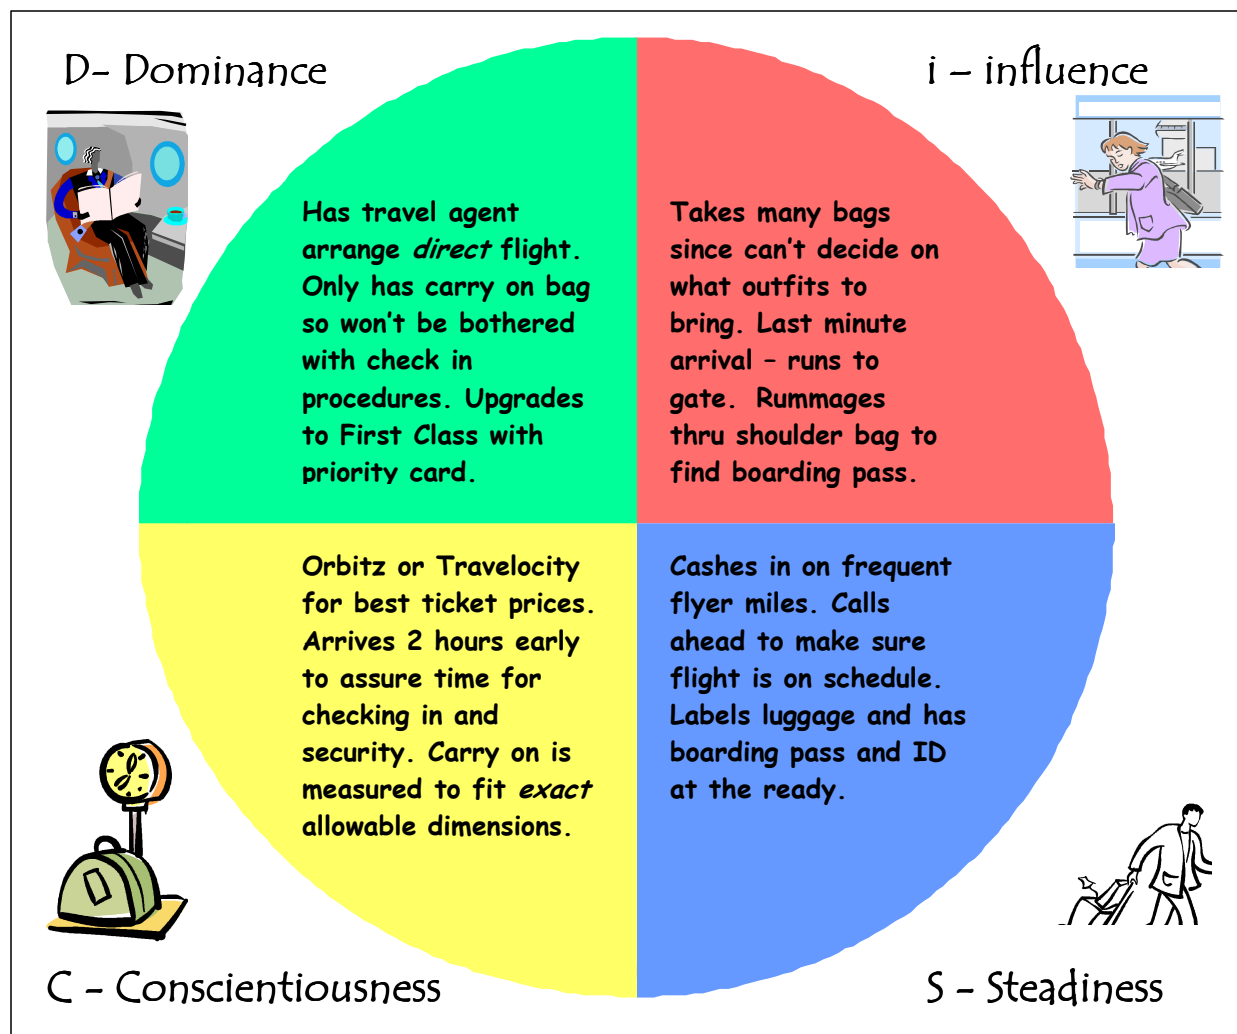 D- Dominance
i – influence
Has travel agent
arrange direct flight.
Only has carry on bag
so won't be bothered
with check in
procedures. Upgrades
to First Class with
priority card.
Takes many bags
since can't decide on
what outfits to
bring. Last minute
arrival – runs to
gate. Rummages
thru shoulder bag to
find boarding pass.
Orbitz or Travelocity
for best ticket prices.
Arrives 2 hours early
to assure time for
checking in and
security. Carry on is
measured to fit exact
allowable dimensions.
Cashes in on frequent
flyer miles. Calls
ahead to make sure
flight is on schedule.
Labels luggage and has
boarding pass and ID
at the ready.
C – Conscientiousness
S – Steadiness